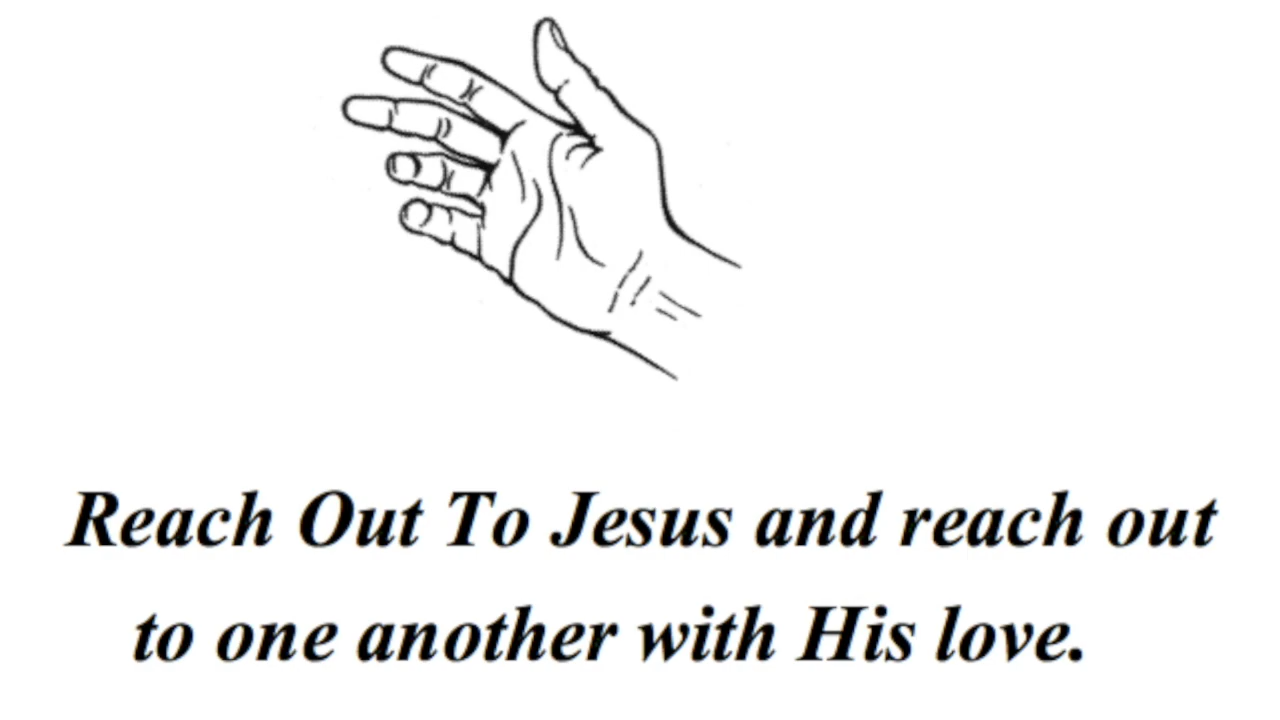 Reach Out To Jesus and reach out
to one another with His love.